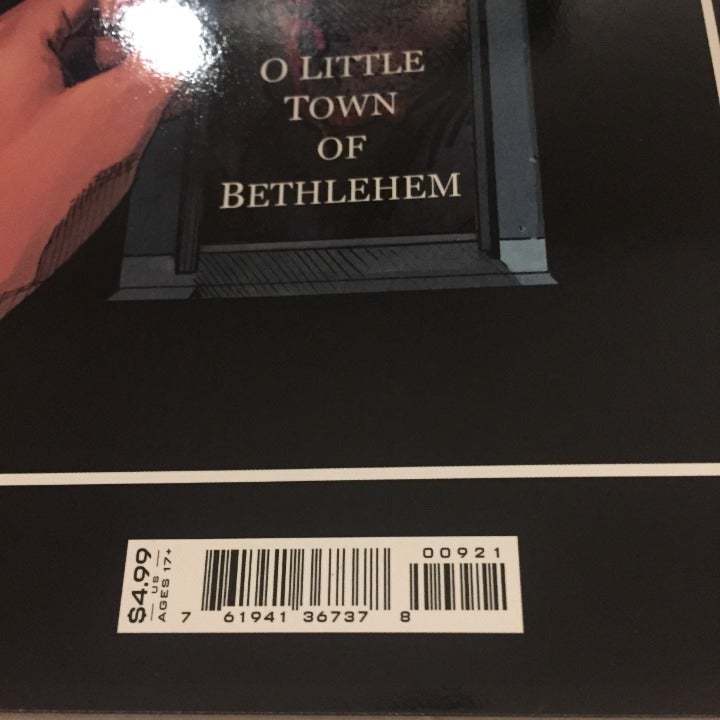 O LITTLE
TOWN
OF
BETHLEHEM
$4.99
US
AGES 17+
00921
7 61941 36737 8